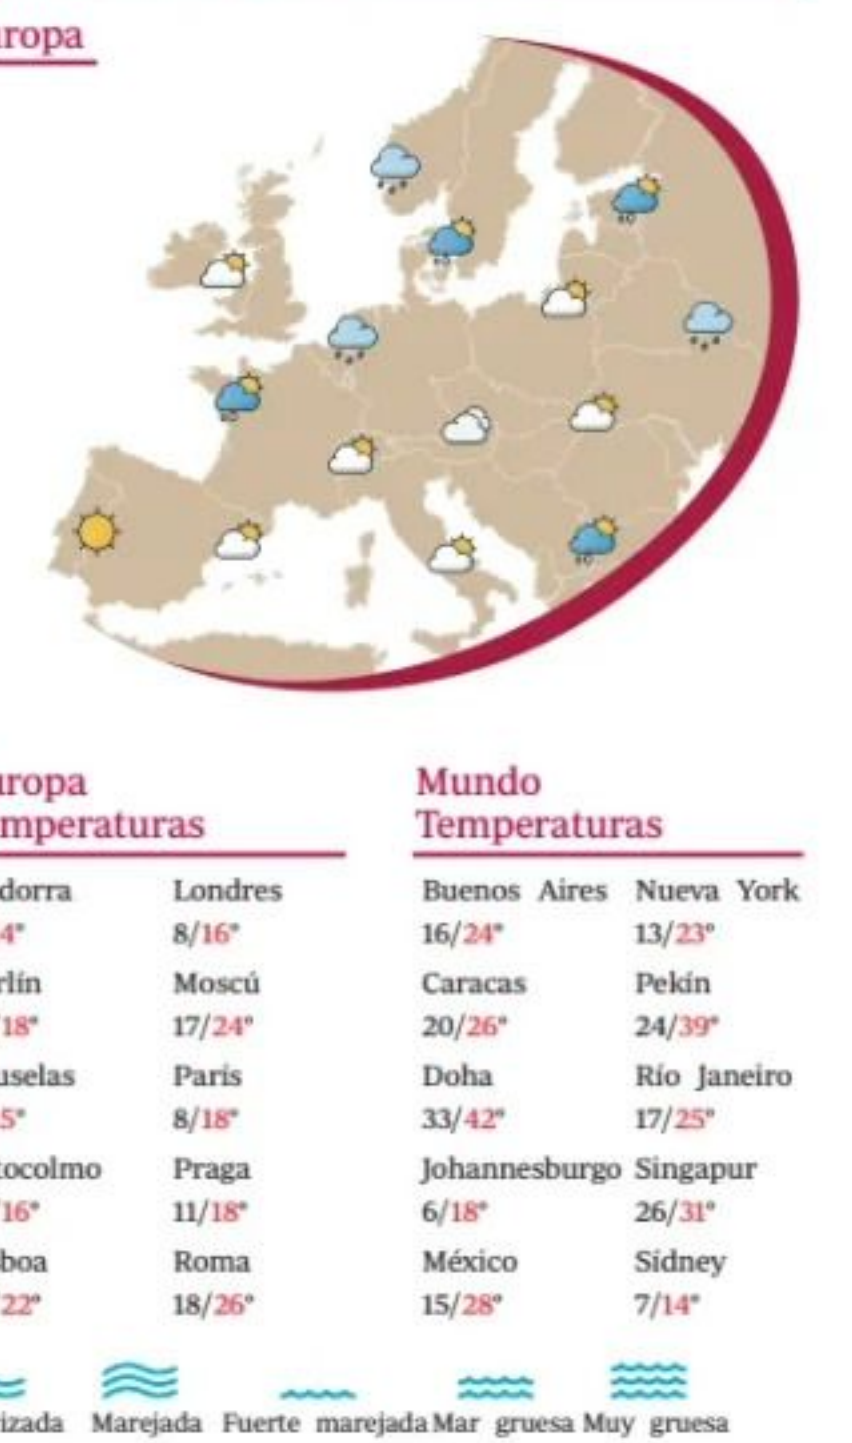 uropa
uropa
mperaturas
dorra Londres
4° 8/16°
rlín Moscú
/18° 17/24°
uselas París
5° 8/18°
tocolmo Praga
/16° 11/18°
boa Roma
/22° 18/26°
Mundo
Temperaturas
Buenos Aires Nueva York
16/24° 13/23°
Caracas Pekín
20/26° 24/39°
Doha Río Janeiro
33/42° 17/25°
Johannesburgo Singapur
6/18° 26/31°
México Sídney
15/28° 7/14°
izada Marejada Fuerte marejada Mar gruesa Muy gruesa